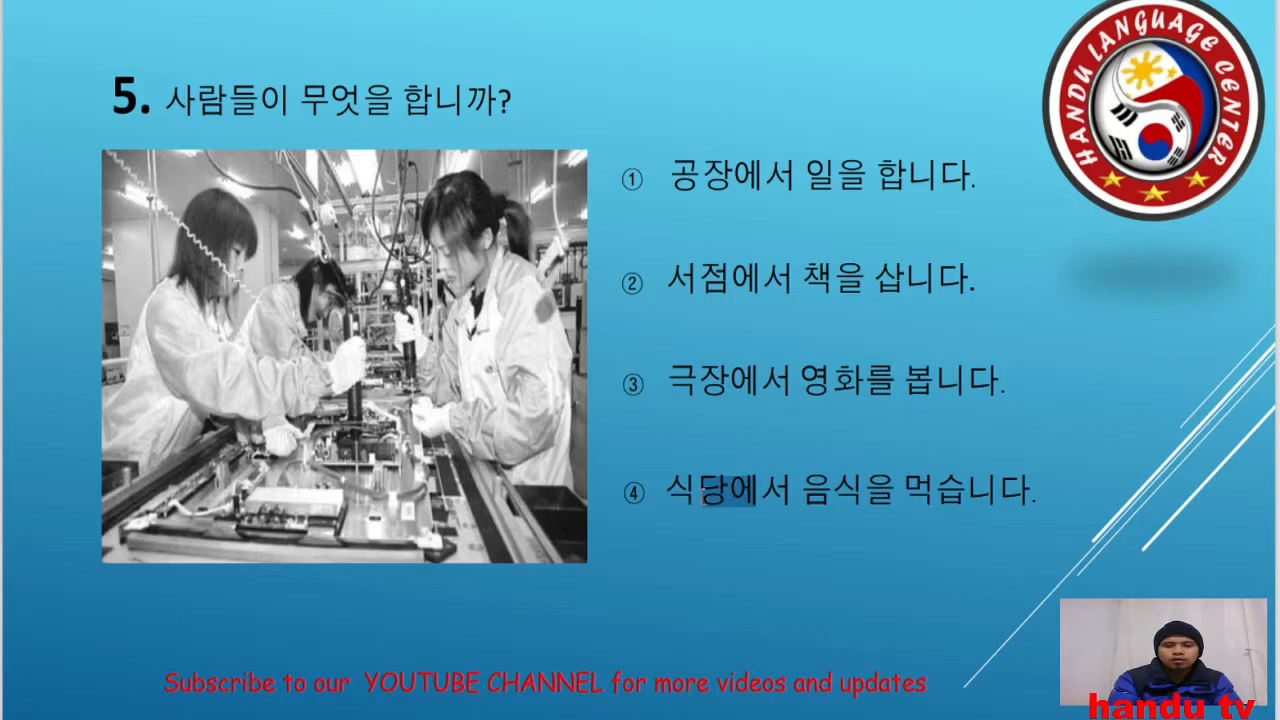 HANDU LANGUAGE CENTER
5. 사람들이 무엇을 합니까?
① 공장에서 일을 합니다.
② 서점에서 책을 삽니다.
③ 극장에서 영화를 봅니다.
④ 식당에서 음식을 먹습니다.
Subscribe to our YOUTUBE CHANNEL for more videos and updates
handu tv